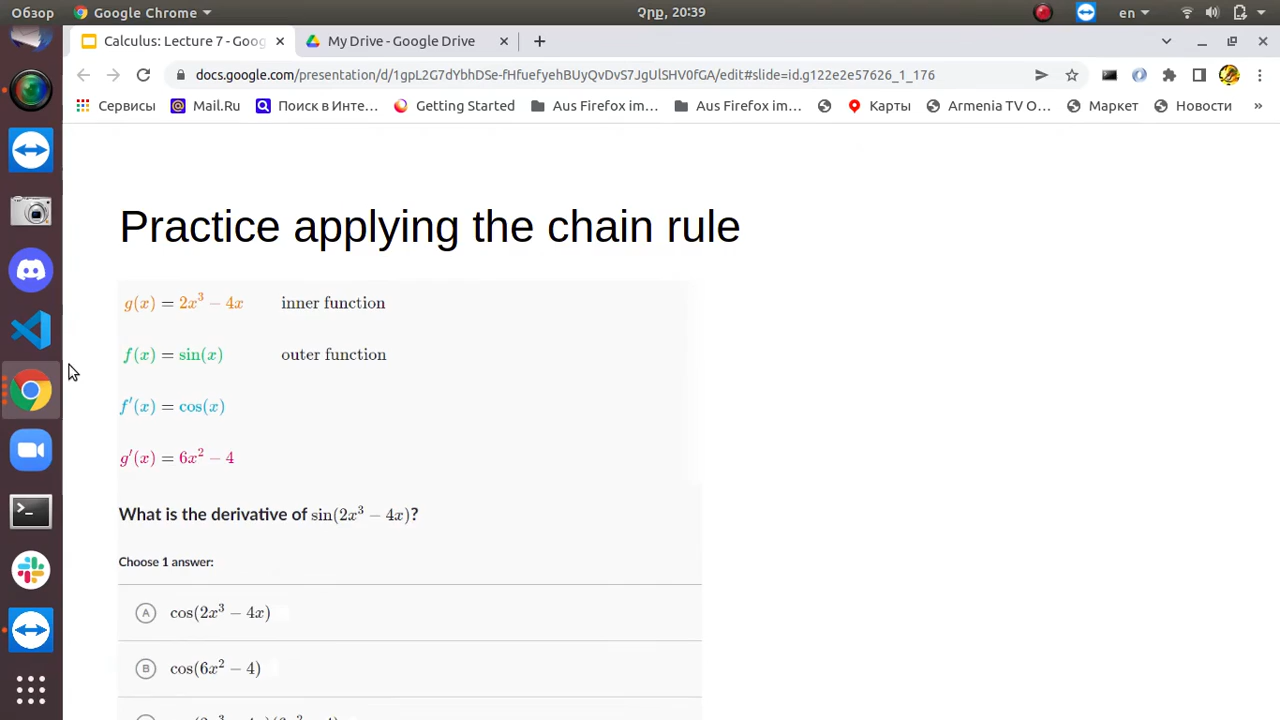 Обзор
Google Chrome
Չրք, 20:39
en
Calculus: Lecture 7 - Goog
My Drive - Google Drive
docs.google.com/presentation/d/1gpL2G7dYbhDSe-fHfuefyehBUyQvDvS7JgUlSHV0fGA/edit#slide=id.g122e2e57626_1_176
Сервисы
Mail.Ru
Поиск в Инте...
Getting Started
Aus Firefox im...
Aus Firefox im...
Карты
Armenia TV O...
Маркет
Новости
»
Practice applying the chain rule
g(x) = 2x³ − 4x inner function
f(x) = sin(x) outer function
f′(x) = cos(x)
g′(x) = 6x² − 4
What is the derivative of sin(2x³ − 4x)?
Choose 1 answer:
A cos(2x³ − 4x)
B cos(6x² − 4)